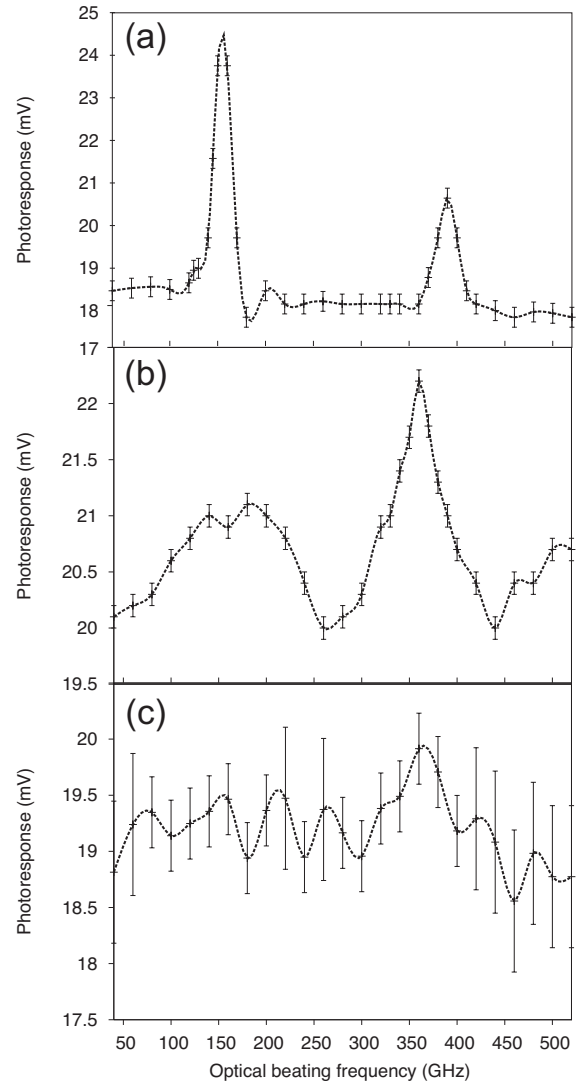 (a)
25
24
23
22
21
20
19
18
17
Photoresponse (mV)
(b)
22
21.5
21
20.5
20
19.5
Photoresponse (mV)
(c)
20
19.5
19
18.5
18
17.5
Photoresponse (mV)
50 100 150 200 250 300 350 400 450 500
Optical beating frequency (GHz)